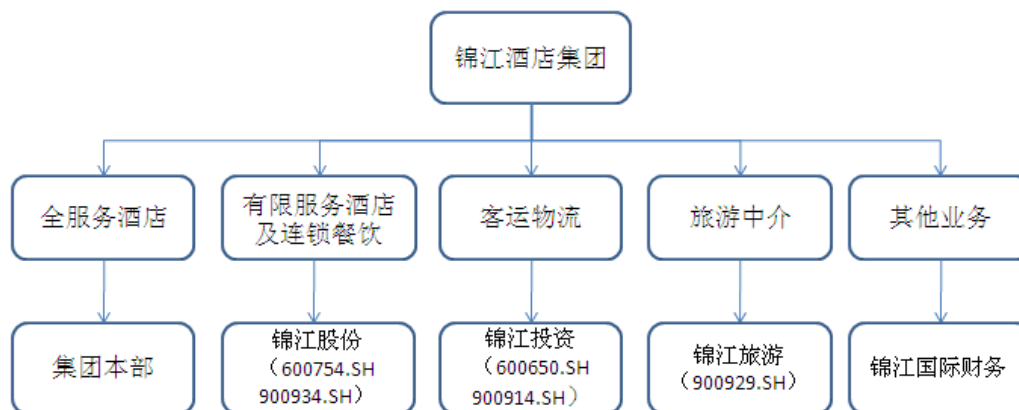 锦江酒店集团
全服务酒店
有限服务酒店
及连锁餐饮
客运物流
旅游中介
其他业务
集团本部
锦江股份
（600754.SH
900934.SH）
锦江投资
（600650.SH
900914.SH）
锦江旅游
（900929.SH）
锦江国际财务